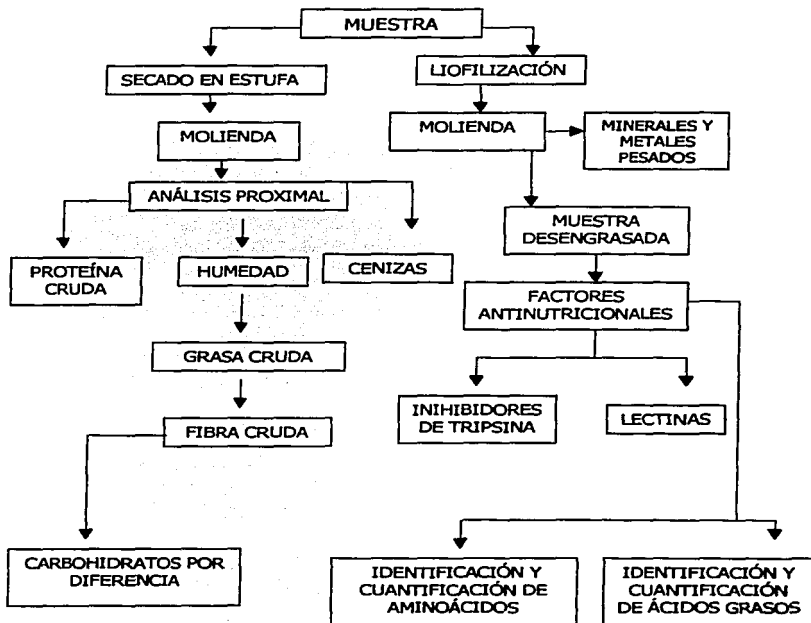 MUESTRA
SECADO EN ESTUFA
LIOFILIZACIÓN
MOLIENDA
MOLIENDA
MINERALES Y
METALES
PESADOS
ANÁLISIS PROXIMAL
MUESTRA
DESENGRASADA
PROTEÍNA
CRUDA
HUMEDAD
CENIZAS
FACTORES
ANTINUTRICIONALES
GRASA CRUDA
INIHIBIDORES
DE TRIPSINA
LECTINAS
FIBRA CRUDA
CARBOHIDRATOS POR
DIFERENCIA
IDENTIFICACIÓN Y
CUANTIFICACIÓN DE
AMINOÁCIDOS
IDENTIFICACIÓN Y
CUANTIFICACIÓN
DE ÁCIDOS GRASOS